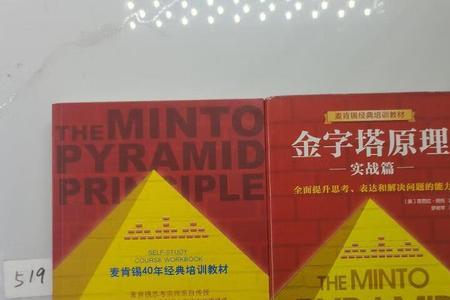 THE MINTO
PYRAMID
PRINCIPLE
SELF-STUDY
COURSE WORKBOOK
麦肯锡40年经典培训教材
519
麦肯锡经典培训教材
金字塔原理
实战篇
全面提升思考、表达和解决问题的能力
THE MINTO
PYRAMID